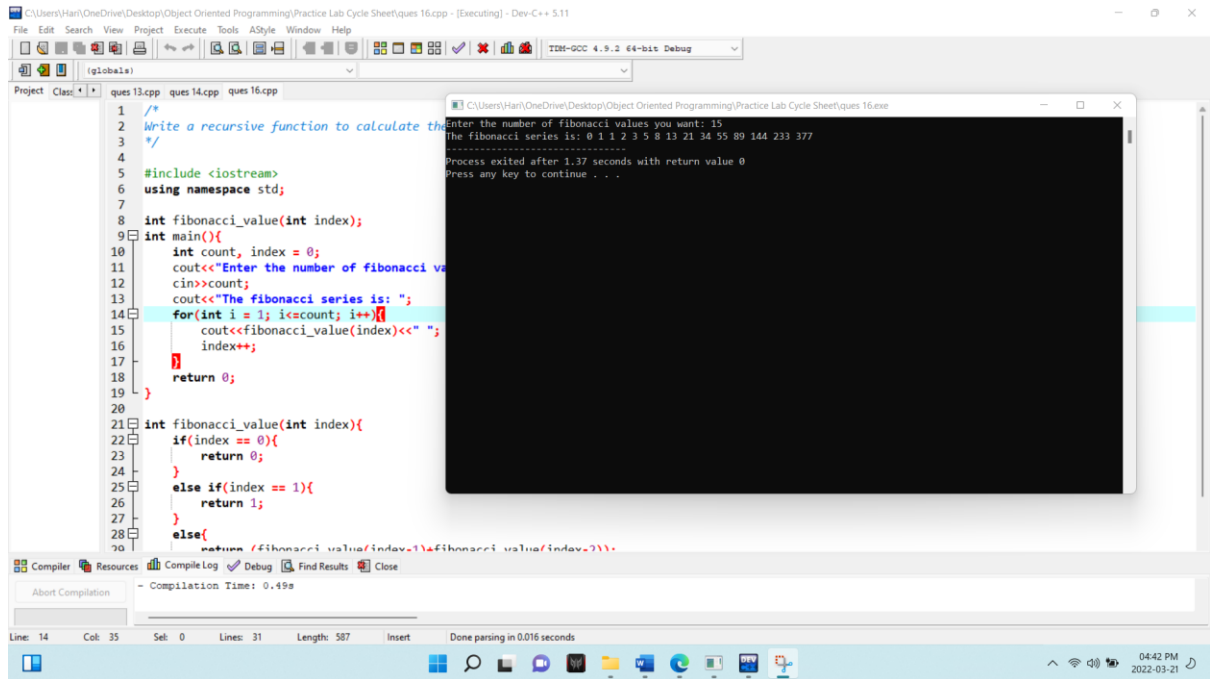 C:\Users\Hari\OneDrive\Desktop\Object Oriented Programming\Practice Lab Cycle Sheet\ques 16.cpp - [Executing] - Dev-C++ 5.11
File Edit Search View Project Execute Tools AStyle Window Help
TDM-GCC 4.9.2 64-bit Debug
(globals)
Project Clas: ques 13.cpp ques 14.cpp ques 16.cpp
1 /*
2 Write a recursive function to calculate the
3 */
4
5 #include <iostream>
6 using namespace std;
7
8 int fibonacci_value(int index);
9 int main(){
10 int count, index = 0;
11 cout<<"Enter the number of fibonacci va
12 cin>>count;
13 cout<<"The fibonacci series is: ";
14 for(int i = 1; i<=count; i++){
15 cout<<fibonacci_value(index)<<" ";
16 index++;
17 }
18 return 0;
19 }
20
21 int fibonacci_value(int index){
22 if(index == 0){
23 return 0;
24 }
25 else if(index == 1){
26 return 1;
27 }
28 else{
29 return (fibonacci_value(index-1)+fibonacci_value(index-2));
C:\Users\Hari\OneDrive\Desktop\Object Oriented Programming\Practice Lab Cycle Sheet\ques 16.exe
Enter the number of fibonacci values you want: 15
The fibonacci series is: 0 1 1 2 3 5 8 13 21 34 55 89 144 233 377
--------------------------------
Process exited after 1.37 seconds with return value 0
Press any key to continue . . .
Compiler Resources Compile Log Debug Find Results Close
Abort Compilation
- Compilation Time: 0.49s
Line: 14 Col: 35 Sel: 0 Lines: 31 Length: 587 Insert Done parsing in 0.016 seconds
04:42 PM
2022-03-21